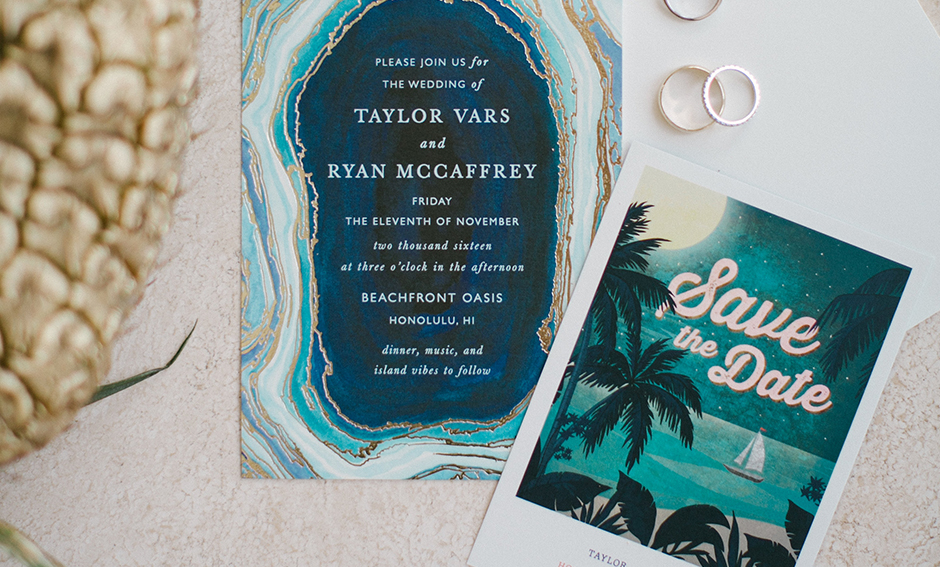 PLEASE JOIN US for
THE WEDDING of
TAYLOR VARS
and
RYAN MCCAFFREY
FRIDAY
THE ELEVENTH OF NOVEMBER
two thousand sixteen
at three o'clock in the afternoon
BEACHFRONT OASIS
HONOLULU, HI
dinner, music, and
island vibes to follow
Save
the
Date
TAYLOR